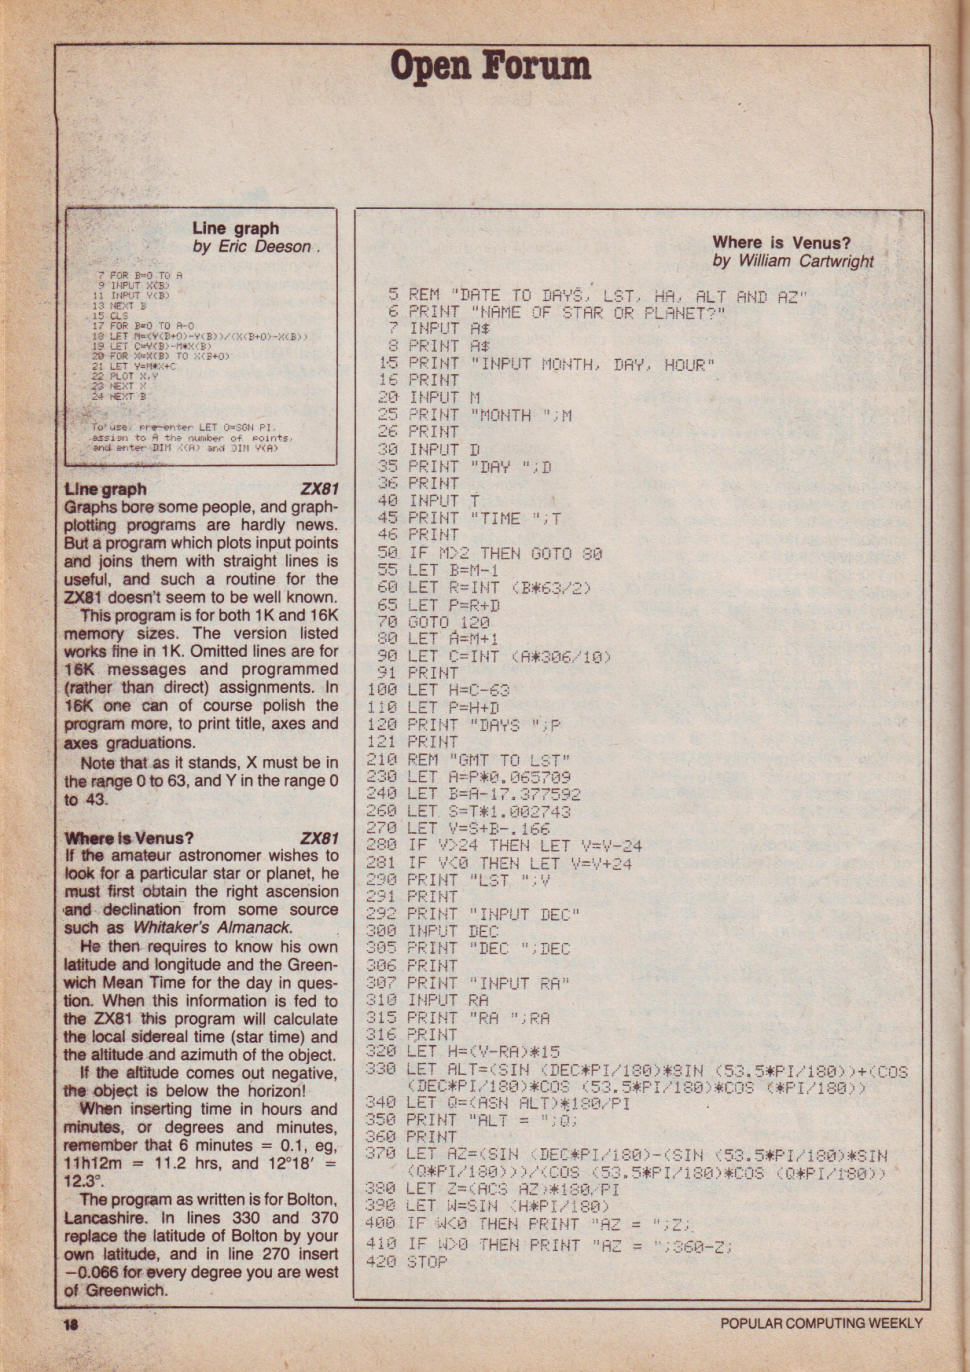 Open Forum
Line graph
by Eric Deeson .
7 FOR B=O TO A
9 INPUT X(B)
11 INPUT Y(B)
13 NEXT B
15 CLS
17 FOR B=O TO A-O
18 LET M=(Y(B+O)-Y(B))/(X(B+O)-X(B))
19 LET C=Y(B)-M*X(B)
20 FOR X=X(B) TO X(B+O)
21 LET Y=M*X+C
22 PLOT X,Y
23 NEXT X
24 NEXT B
To use, pre-enter LET O=SGN PI,
assign to A the number of points,
and enter DIM X(A) and DIM Y(A)
Line graph ZX81
Graphs bore some people, and graph-
plotting programs are hardly news.
But a program which plots input points
and joins them with straight lines is
useful, and such a routine for the
ZX81 doesn't seem to be well known.
This program is for both 1K and 16K
memory sizes. The version listed
works fine in 1K. Omitted lines are for
16K messages and programmed
(rather than direct) assignments. In
16K one can of course polish the
program more, to print title, axes and
axes graduations.
Note that as it stands, X must be in
the range 0 to 63, and Y in the range 0
to 43.
Where is Venus? ZX81
If the amateur astronomer wishes to
look for a particular star or planet, he
must first obtain the right ascension
and declination from some source
such as Whitaker's Almanack.
He then requires to know his own
latitude and longitude and the Green-
wich Mean Time for the day in ques-
tion. When this information is fed to
the ZX81 this program will calculate
the local sidereal time (star time) and
the altitude and azimuth of the object.
If the altitude comes out negative,
the object is below the horizon!
When inserting time in hours and
minutes, or degrees and minutes,
remember that 6 minutes = 0.1, eg,
11h12m = 11.2 hrs, and 12°18' =
12.3°.
The program as written is for Bolton,
Lancashire. In lines 330 and 370
replace the latitude of Bolton by your
own latitude, and in line 270 insert
−0.066 for every degree you are west
of Greenwich.
Where is Venus?
by William Cartwright
5 REM "DATE TO DAYS, LST, HA, ALT AND AZ"
6 PRINT "NAME OF STAR OR PLANET?"
7 INPUT A$
8 PRINT A$
15 PRINT "INPUT MONTH, DAY, HOUR"
16 PRINT
20 INPUT M
25 PRINT "MONTH ";M
26 PRINT
30 INPUT D
35 PRINT "DAY ";D
36 PRINT
40 INPUT T
45 PRINT "TIME ";T
46 PRINT
50 IF M>2 THEN GOTO 80
55 LET B=M-1
60 LET R=INT (B*63/2)
65 LET P=R+D
70 GOTO 120
80 LET A=M+1
90 LET C=INT (A*306/10)
91 PRINT
100 LET H=C-63
110 LET P=H+D
120 PRINT "DAYS ";P
121 PRINT
210 REM "GMT TO LST"
230 LET A=P*0.065709
240 LET B=A-17.377592
260 LET S=T*1.002743
270 LET V=S+B-.166
280 IF V>24 THEN LET V=V-24
281 IF V<0 THEN LET V=V+24
290 PRINT "LST ";V
291 PRINT
292 PRINT "INPUT DEC"
300 INPUT DEC
305 PRINT "DEC ";DEC
306 PRINT
307 PRINT "INPUT RA"
310 INPUT RA
315 PRINT "RA ";RA
316 PRINT
320 LET H=(V-RA)*15
330 LET ALT=(SIN (DEC*PI/180)*SIN (53.5*PI/180))+(COS
(DEC*PI/180)*COS (53.5*PI/180)*COS (*PI/180))
340 LET Q=(ASN ALT)*180/PI
350 PRINT "ALT = ";Q;
360 PRINT
370 LET AZ=(SIN (DEC*PI/180)-(SIN (53.5*PI/180)*SIN
(Q*PI/180)))/(COS (53.5*PI/180)*COS (Q*PI/180))
380 LET Z=(ACS AZ)*180/PI
390 LET W=SIN (H*PI/180)
400 IF W<0 THEN PRINT "AZ = ";Z;
410 IF W>0 THEN PRINT "AZ = ";360-Z;
420 STOP
18
POPULAR COMPUTING WEEKLY